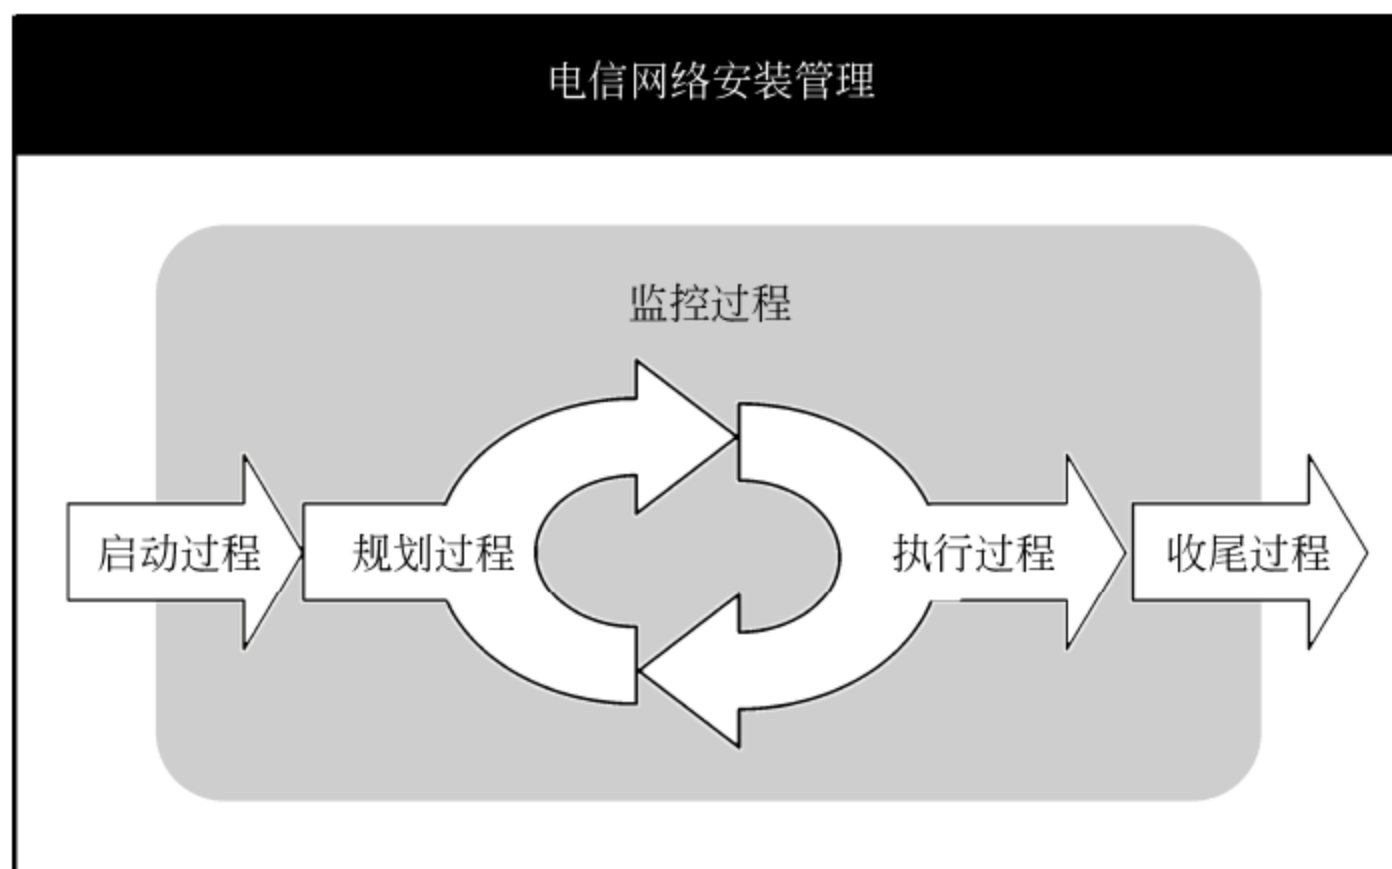 电信网络安装管理
监控过程
启动过程
规划过程
执行过程
收尾过程